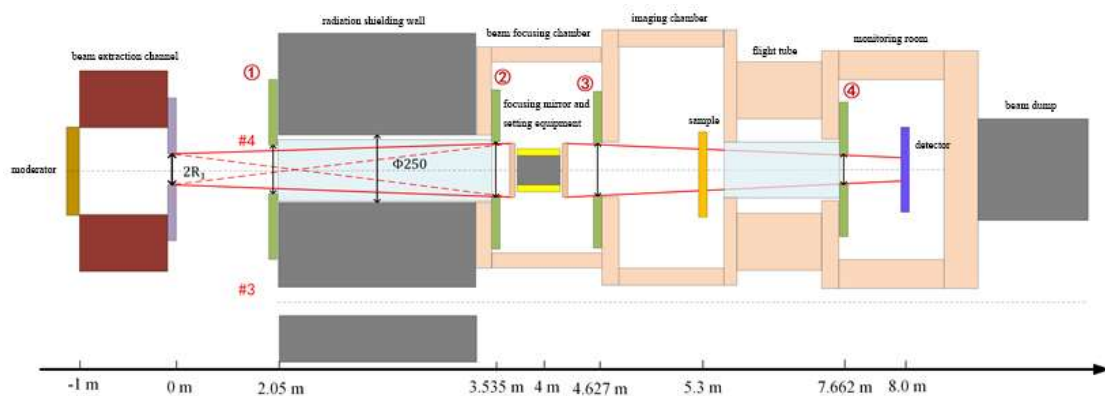 radiation shielding wall
imaging chamber
beam extraction channel
beam focusing chamber
monitoring room
flight tube
①
②
③
④
focusing mirror and
setting equipment
beam dump
sample
#4
detector
moderator
2R₁
Φ250
#3
-1 m
0 m
2.05 m
3.535 m
4 m
4.627 m
5.3 m
7.662 m
8.0 m